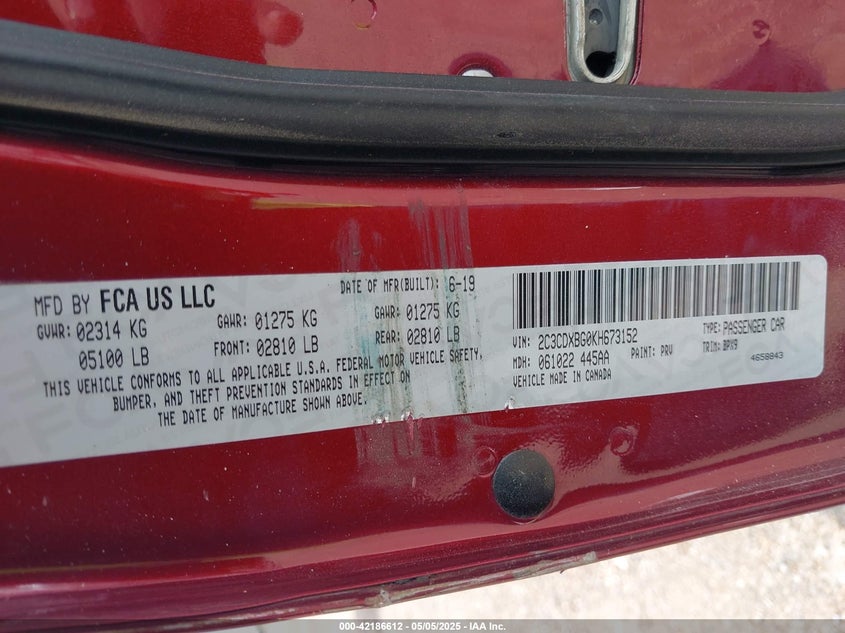 MFD BY FCA US LLC
DATE OF MFR(BUILT): 6-19
GVWR: 02314 KG
GAWR: 01275 KG
GAWR: 01275 KG
05100 LB
FRONT: 02810 LB
REAR: 02810 LB
THIS VEHICLE CONFORMS TO ALL APPLICABLE U.S.A. FEDERAL MOTOR VEHICLE SAFETY,
BUMPER, AND THEFT PREVENTION STANDARDS IN EFFECT ON
THE DATE OF MANUFACTURE SHOWN ABOVE.
VIN: 2C3CDXBG0KH673152
TYPE: PASSENGER CAR
MDH: 061022 445AA
PAINT: PRV
TRIM: BPX9
VEHICLE MADE IN CANADA
4658843
000-42186612 - 05/05/2025 - IAA Inc.